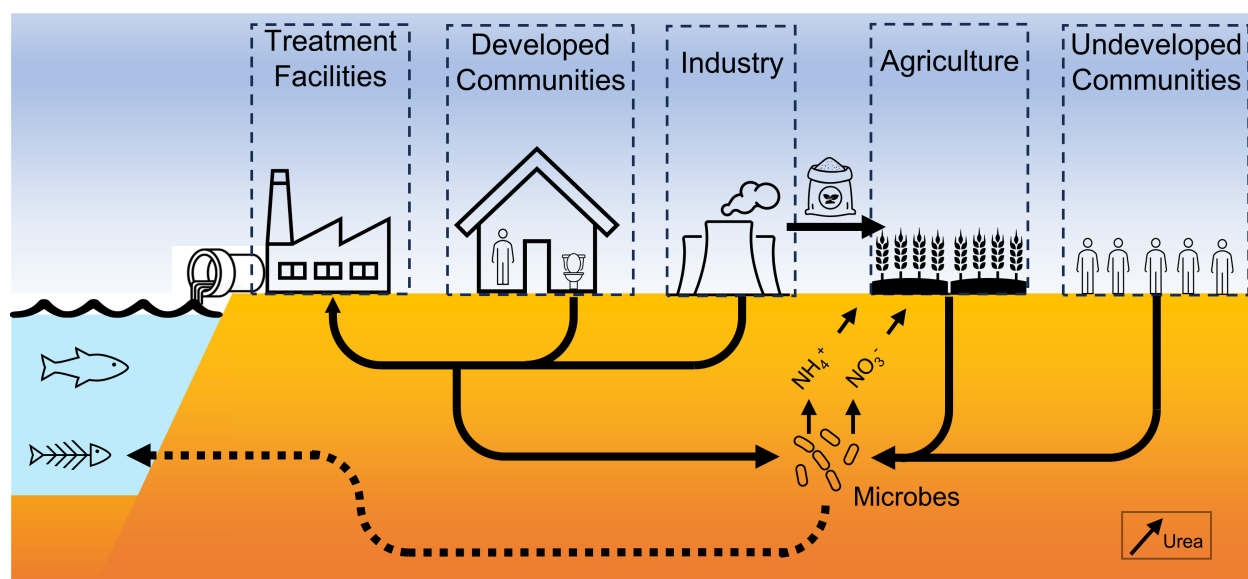 Treatment
Facilities
Developed
Communities
Industry
Agriculture
Undeveloped
Communities
NH₄⁺
NO₃⁻
Microbes
Urea